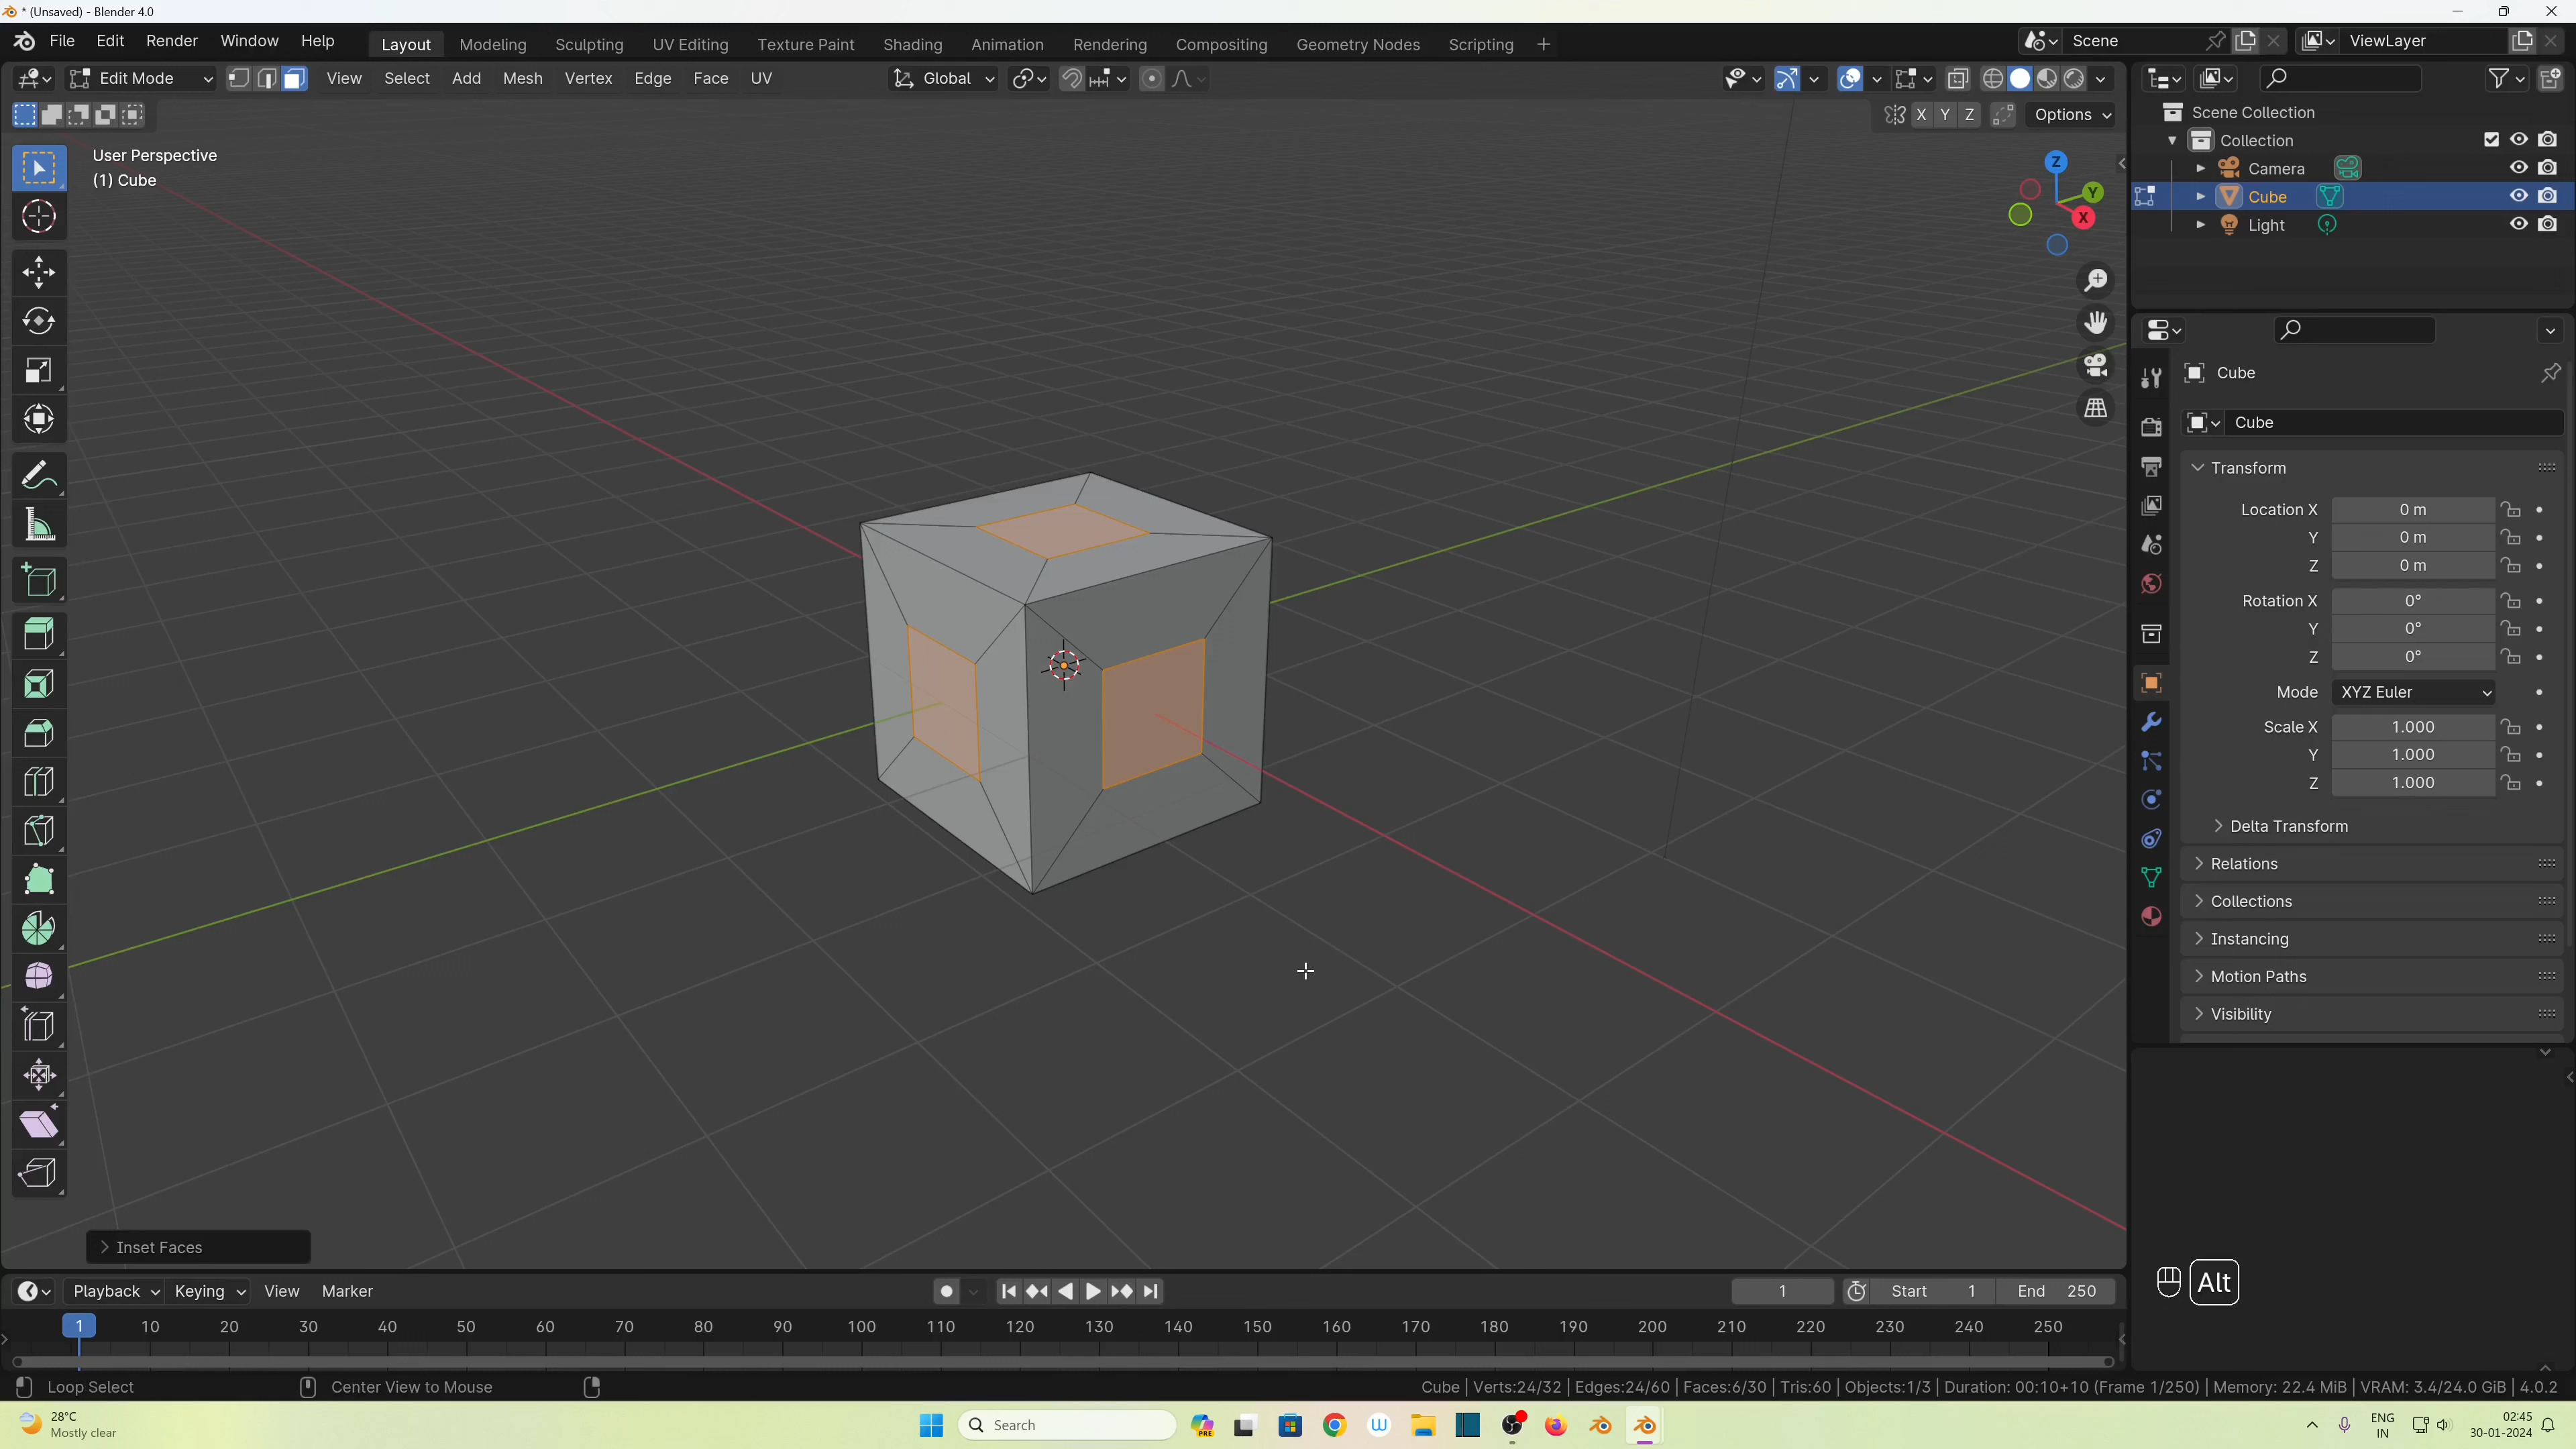 * (Unsaved) - Blender 4.0
File Edit Render Window Help
Layout Modeling Sculpting UV Editing Texture Paint Shading Animation Rendering Compositing Geometry Nodes Scripting
Scene
ViewLayer
Edit Mode
View Select Add Mesh Vertex Edge Face UV
Global
X Y Z
Options
User Perspective
(1) Cube
Z
Y
X
Scene Collection
Collection
Camera
Cube
Light
Cube
Cube
Transform
Location X 0 m
Y 0 m
Z 0 m
Rotation X 0°
Y 0°
Z 0°
Mode XYZ Euler
Scale X 1.000
Y 1.000
Z 1.000
Delta Transform
Relations
Collections
Instancing
Motion Paths
Visibility
Alt
Inset Faces
Playback Keying View Marker
1
Start 1
End 250
1 10 20 30 40 50 60 70 80 90 100 110 120 130 140 150 160 170 180 190 200 210 220 230 240 250
Loop Select
Center View to Mouse
Cube | Verts:24/32 | Edges:24/60 | Faces:6/30 | Tris:60 | Objects:1/3 | Duration: 00:10+10 (Frame 1/250) | Memory: 22.4 MiB | VRAM: 3.4/24.0 GiB | 4.0.2
28°C
Mostly clear
Search
PRE
ENG
IN
02:45
30-01-2024